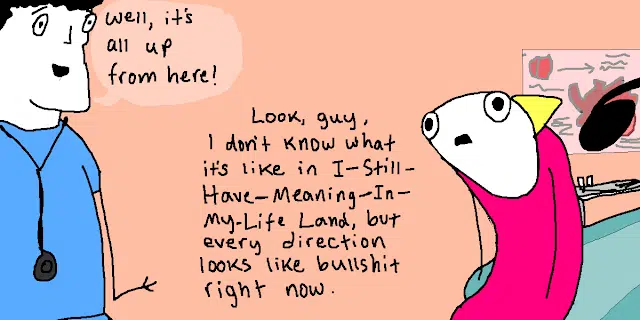 well, it's
all up
from here!
Look, guy,
I don't know what
it's like in I-Still-
Have-Meaning-In-
My-Life Land, but
every direction
looks like bullshit
right now.